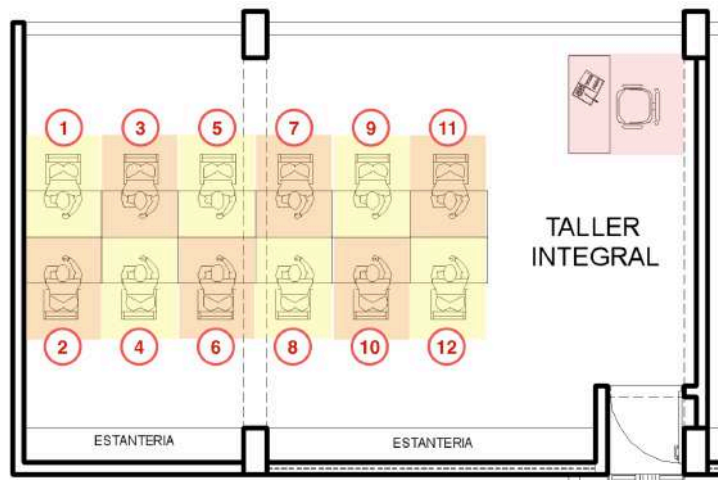 1 3 5 7 9 11
TALLER
INTEGRAL
2 4 6 8 10 12
ESTANTERIA ESTANTERIA